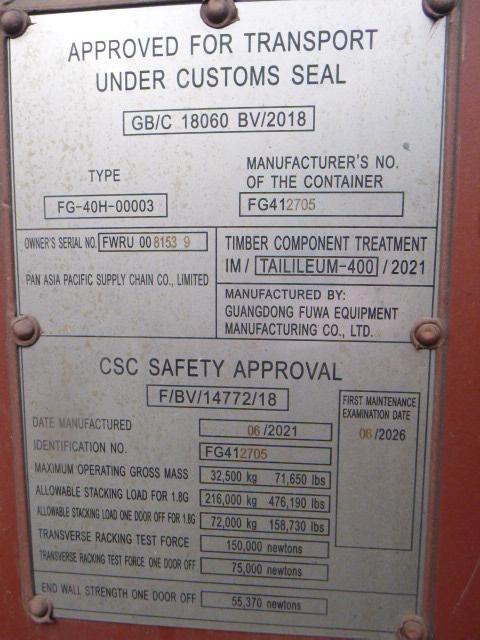 APPROVED FOR TRANSPORT
UNDER CUSTOMS SEAL
GB/C 18060 BV/2018
TYPE
FG-40H-00003
MANUFACTURER'S NO.
OF THE CONTAINER
FG412705
OWNER'S SERIAL NO. FWRU 008153 9
PAN ASIA PACIFIC SUPPLY CHAIN CO., LIMITED
TIMBER COMPONENT TREATMENT
IM / TAILILEUM-400 / 2021
MANUFACTURED BY:
GUANGDONG FUWA EQUIPMENT
MANUFACTURING CO., LTD.
CSC SAFETY APPROVAL
F/BV/14772/18
DATE MANUFACTURED 06 /2021
IDENTIFICATION NO. FG412705
MAXIMUM OPERATING GROSS MASS 32,500 kg 71,650 lbs
ALLOWABLE STACKING LOAD FOR 1.8G 216,000 kg 476,190 lbs
ALLOWABLE STACKING LOAD ONE DOOR OFF FOR 1.8G 72,000 kg 158,730 lbs
TRANSVERSE RACKING TEST FORCE 150,000 newtons
TRANSVERSE RACKING TEST FORCE ONE DOOR OFF 75,000 newtons
END WALL STRENGTH ONE DOOR OFF 55,370 newtons
FIRST MAINTENANCE
EXAMINATION DATE
06 /2026